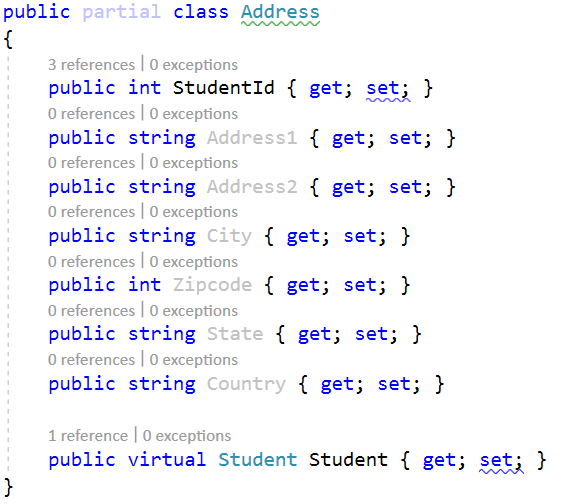 public partial class Address
{
3 references | 0 exceptions
public int StudentId { get; set; }
0 references | 0 exceptions
public string Address1 { get; set; }
0 references | 0 exceptions
public string Address2 { get; set; }
0 references | 0 exceptions
public string City { get; set; }
0 references | 0 exceptions
public int Zipcode { get; set; }
0 references | 0 exceptions
public string State { get; set; }
0 references | 0 exceptions
public string Country { get; set; }
1 reference | 0 exceptions
public virtual Student Student { get; set; }
}